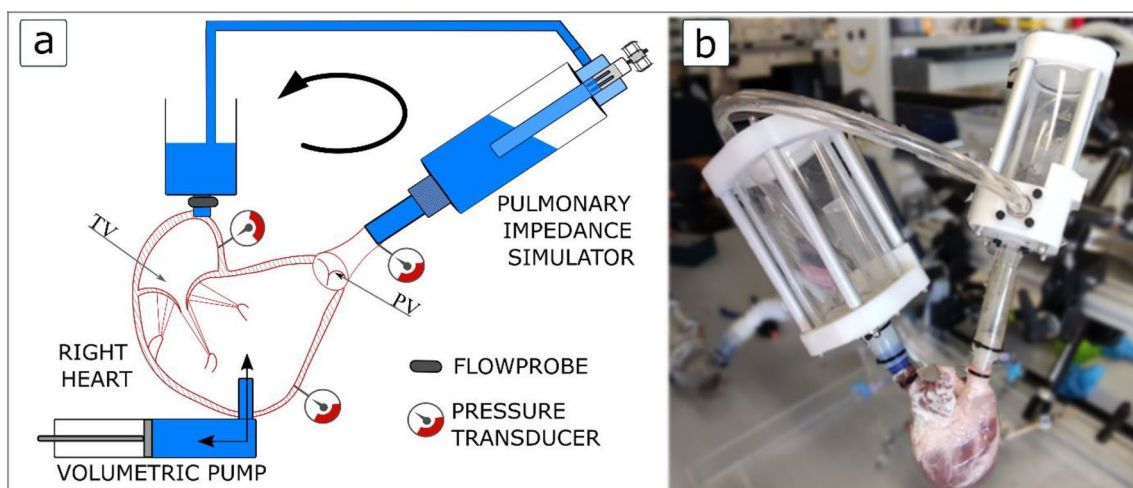 a
b
PULMONARY
IMPEDANCE
SIMULATOR
TV
PV
RIGHT
HEART
FLOWPROBE
PRESSURE
TRANSDUCER
VOLUMETRIC PUMP